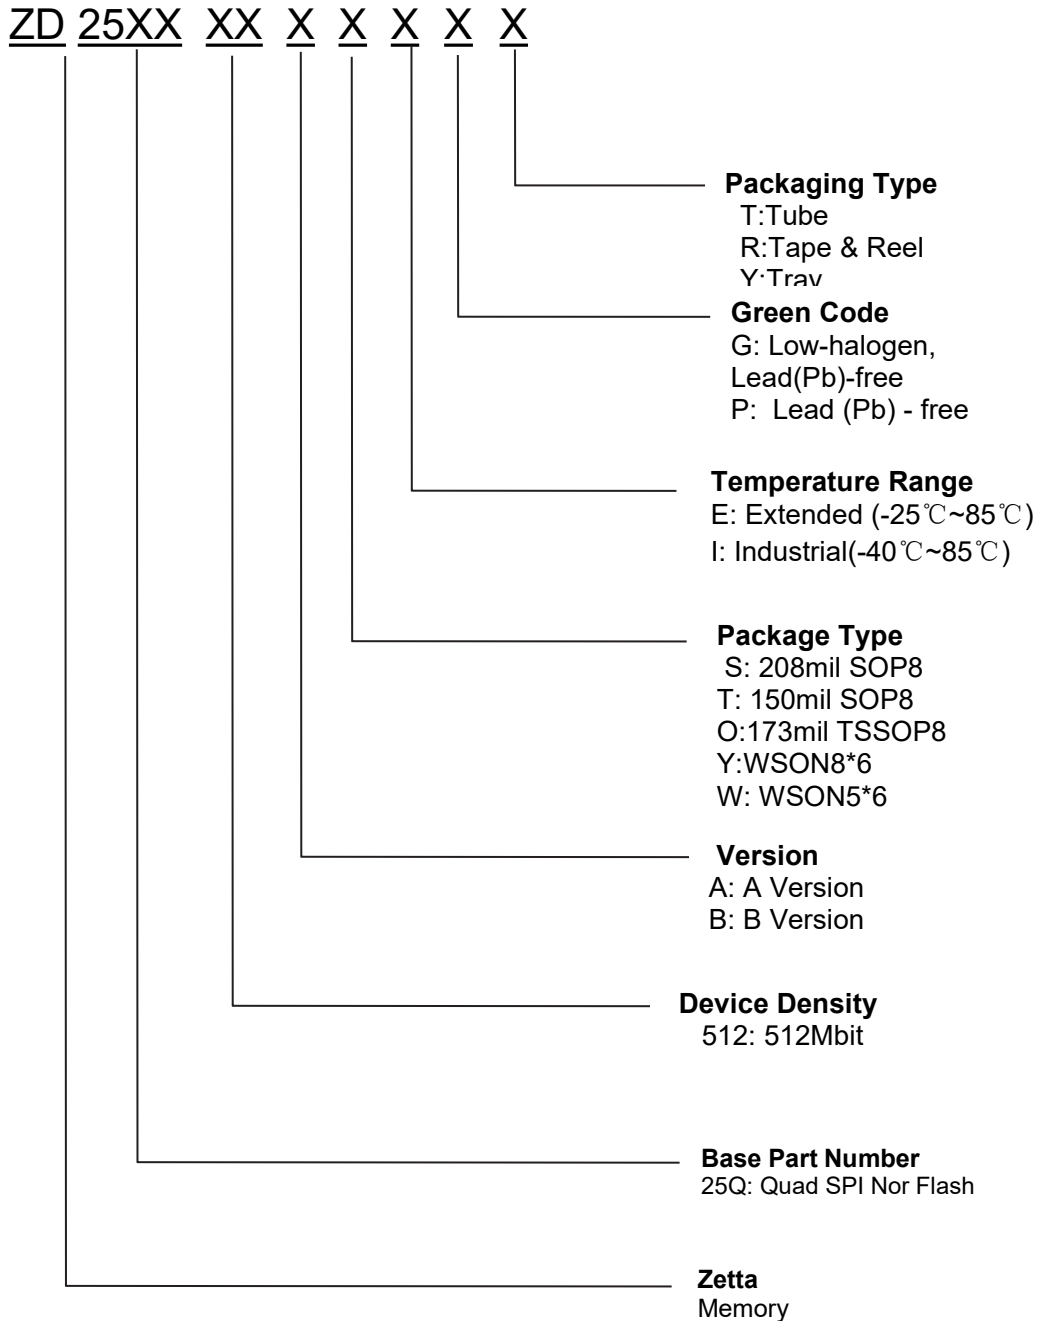 ZD 25XX XX X X X X X
Packaging Type
T:Tube
R:Tape & Reel
Y:Tray
Green Code
G: Low-halogen,
Lead(Pb)-free
P: Lead (Pb) - free
Temperature Range
E: Extended (-25℃~85℃)
I: Industrial(-40℃~85℃)
Package Type
S: 208mil SOP8
T: 150mil SOP8
O:173mil TSSOP8
Y:WSON8*6
W: WSON5*6
Version
A: A Version
B: B Version
Device Density
512: 512Mbit
Base Part Number
25Q: Quad SPI Nor Flash
Zetta
Memory